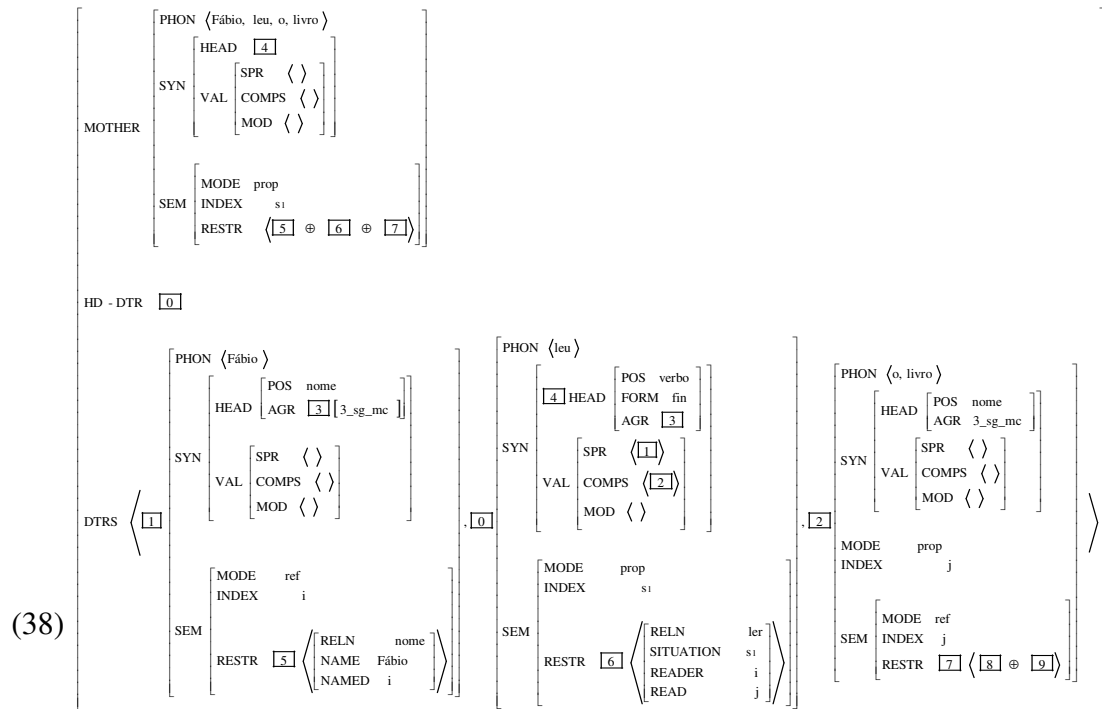 PHON ⟨Fábio, leu, o, livro⟩
HEAD 4
SPR ⟨ ⟩
SYN
VAL COMPS ⟨ ⟩
MOD ⟨ ⟩
MOTHER
MODE prop
SEM INDEX s1
RESTR ⟨5 ⊕ 6 ⊕ 7⟩
HD - DTR 0
DTRS ⟨ 1
PHON ⟨Fábio ⟩
POS nome
HEAD
AGR 3 [3_sg_mc ]
SYN
SPR ⟨ ⟩
VAL COMPS ⟨ ⟩
MOD ⟨ ⟩
MODE ref
INDEX i
SEM
RELN nome
RESTR 5 NAME Fábio
NAMED i
, 0
PHON ⟨leu⟩
POS verbo
4 HEAD FORM fin
AGR 3
SYN
SPR ⟨1⟩
VAL COMPS ⟨2⟩
MOD ⟨ ⟩
MODE prop
INDEX s1
SEM
RELN ler
SITUATION s1
RESTR 6
READER i
READ j
, 2
PHON ⟨o, livro⟩
POS nome
HEAD
AGR 3_sg_mc
SYN
SPR ⟨ ⟩
VAL COMPS ⟨ ⟩
MOD ⟨ ⟩
MODE prop
INDEX j
MODE ref
SEM INDEX j
RESTR 7 ⟨ 8 ⊕ 9 ⟩
⟩
(38)